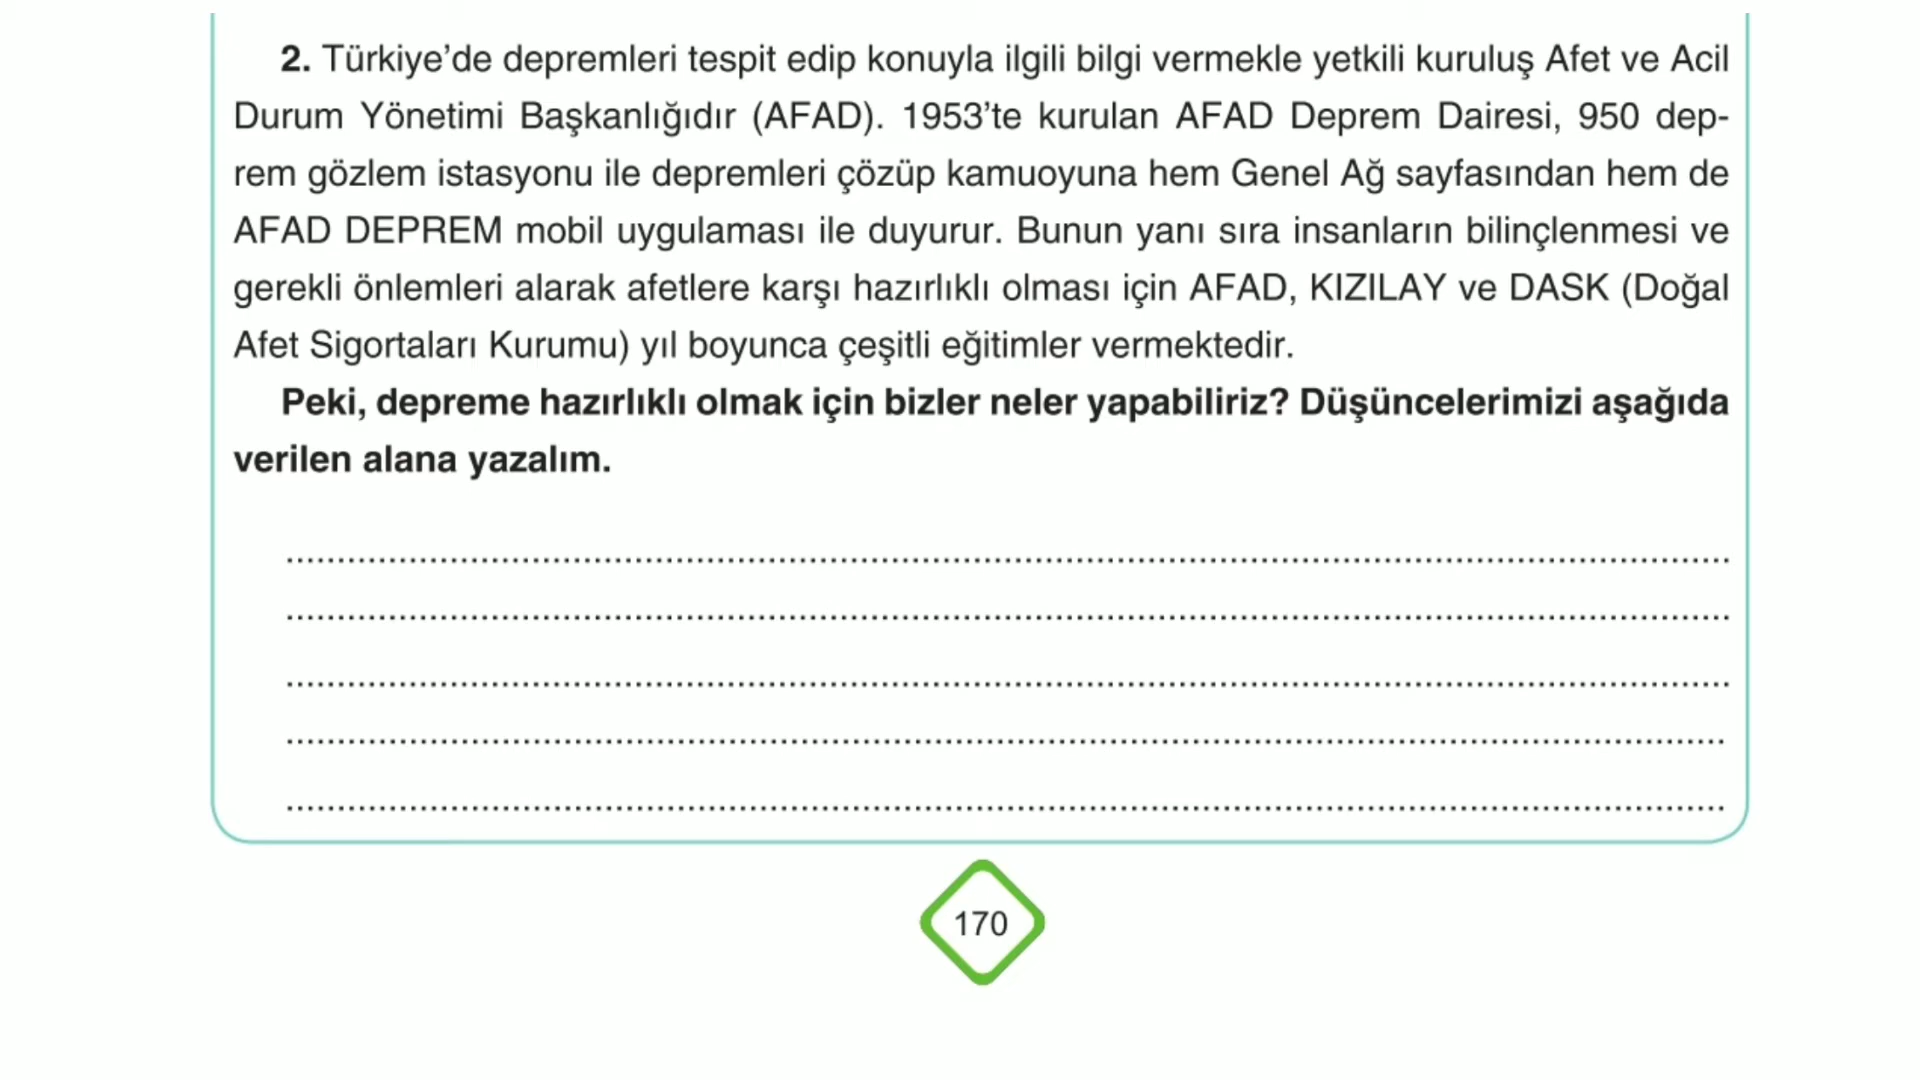 2. Türkiye’de depremleri tespit edip konuyla ilgili bilgi vermekle yetkili kuruluş Afet ve Acil
Durum Yönetimi Başkanlığıdır (AFAD). 1953’te kurulan AFAD Deprem Dairesi, 950 dep-
rem gözlem istasyonu ile depremleri çözüp kamuoyuna hem Genel Ağ sayfasından hem de
AFAD DEPREM mobil uygulaması ile duyurur. Bunun yanı sıra insanların bilinçlenmesi ve
gerekli önlemleri alarak afetlere karşı hazırlıklı olması için AFAD, KIZILAY ve DASK (Doğal
Afet Sigortaları Kurumu) yıl boyunca çeşitli eğitimler vermektedir.
Peki, depreme hazırlıklı olmak için bizler neler yapabiliriz? Düşüncelerimizi aşağıda
verilen alana yazalım.
170